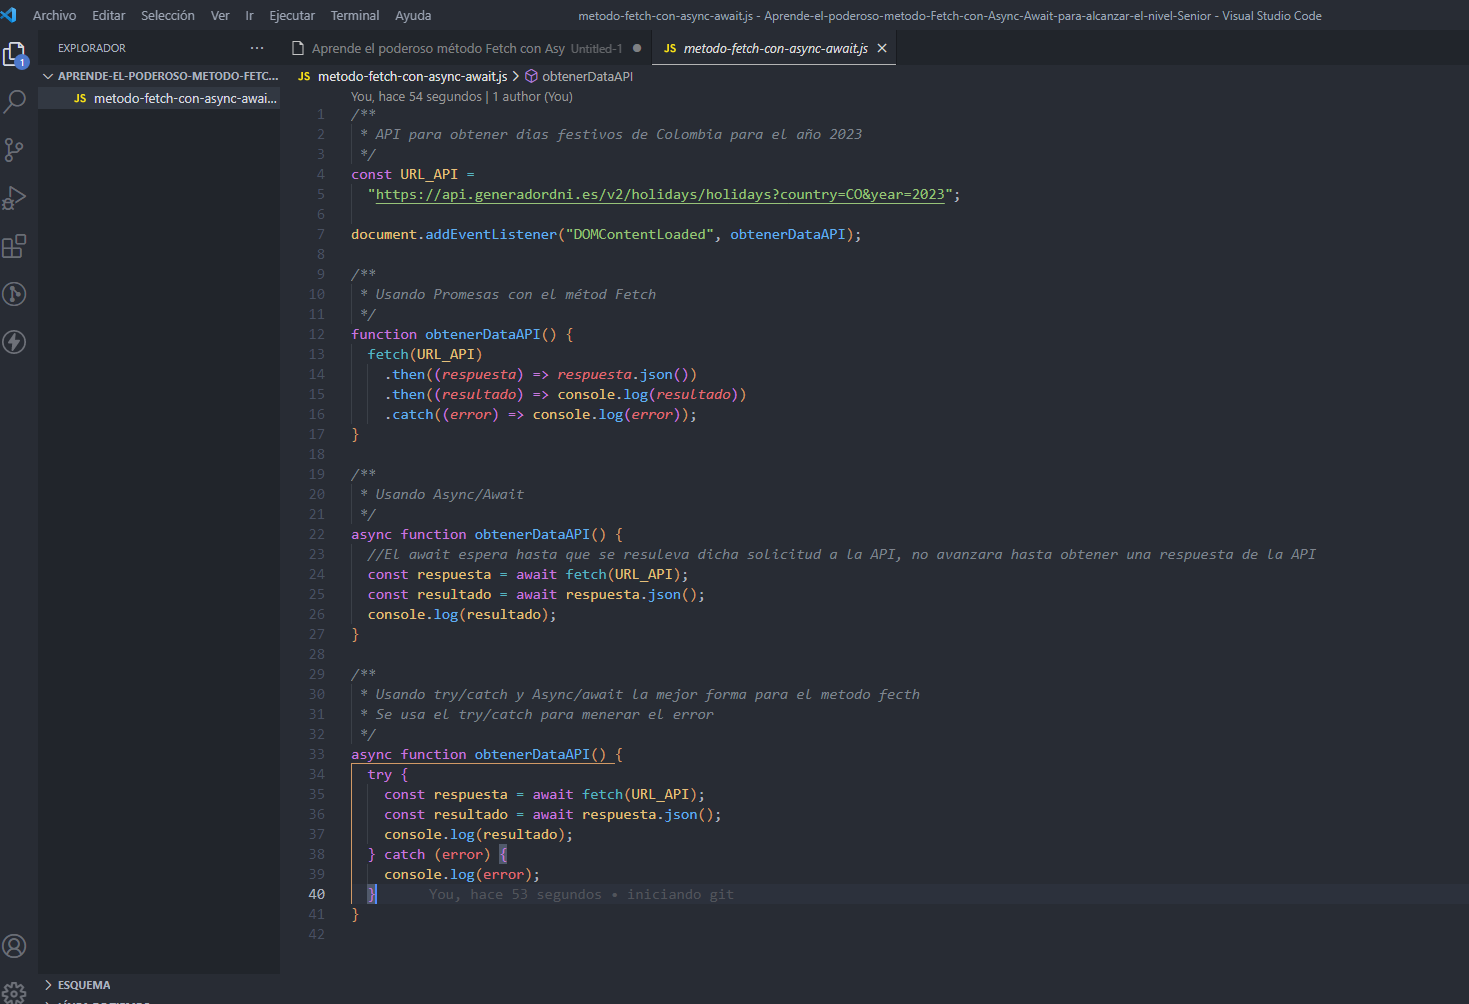 Archivo Editar Selección Ver Ir Ejecutar Terminal Ayuda metodo-fetch-con-async-await.js - Aprende-el-poderoso-metodo-Fetch-con-Async-Await-para-alcanzar-el-nivel-Senior - Visual Studio Code
EXPLORADOR ··· Aprende el poderoso método Fetch con Asy Untitled-1 ● JS metodo-fetch-con-async-await.js ×
1
APRENDE-EL-PODEROSO-METODO-FETC... JS metodo-fetch-con-async-await.js > obtenerDataAPI
JS metodo-fetch-con-async-awai... You, hace 54 segundos | 1 author (You)
1 /**
2 * API para obtener dias festivos de Colombia para el año 2023
3 */
4 const URL_API =
5 "https://api.generadordni.es/v2/holidays/holidays?country=CO&year=2023";
6
7 document.addEventListener("DOMContentLoaded", obtenerDataAPI);
8
9 /**
10 * Usando Promesas con el métod Fetch
11 */
12 function obtenerDataAPI() {
13 fetch(URL_API)
14 .then((respuesta) => respuesta.json())
15 .then((resultado) => console.log(resultado))
16 .catch((error) => console.log(error));
17 }
18
19 /**
20 * Usando Async/Await
21 */
22 async function obtenerDataAPI() {
23 //El await espera hasta que se resuleva dicha solicitud a la API, no avanzara hasta obtener una respuesta de la API
24 const respuesta = await fetch(URL_API);
25 const resultado = await respuesta.json();
26 console.log(resultado);
27 }
28
29 /**
30 * Usando try/catch y Async/await la mejor forma para el metodo fecth
31 * Se usa el try/catch para menerar el error
32 */
33 async function obtenerDataAPI() {
34 try {
35 const respuesta = await fetch(URL_API);
36 const resultado = await respuesta.json();
37 console.log(resultado);
38 } catch (error) {
39 console.log(error);
40 } You, hace 53 segundos • iniciando git
41 }
42
ESQUEMA